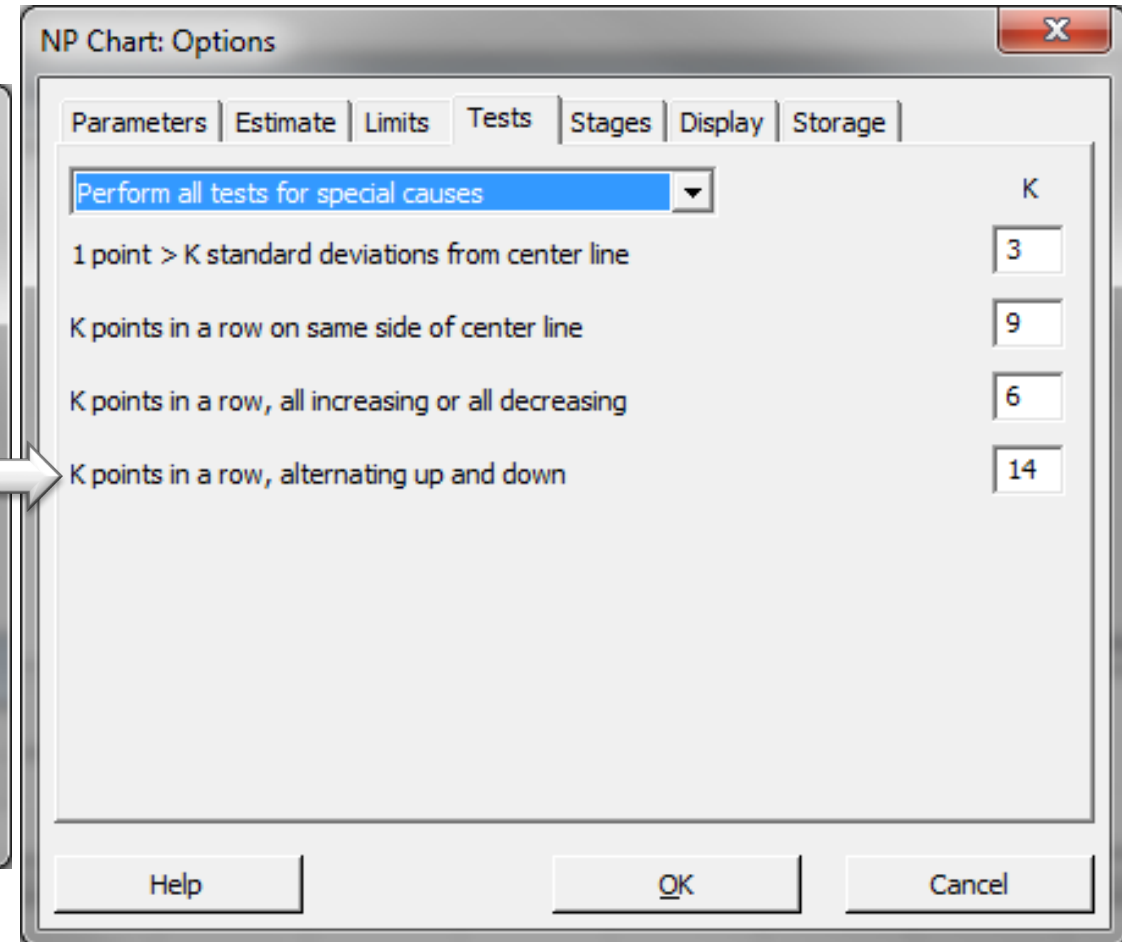 NP Chart: Options
x
Parameters Estimate Limits Tests Stages Display Storage
Perform all tests for special causes K
1 point > K standard deviations from center line 3
K points in a row on same side of center line 9
K points in a row, all increasing or all decreasing 6
K points in a row, alternating up and down 14
Help OK Cancel